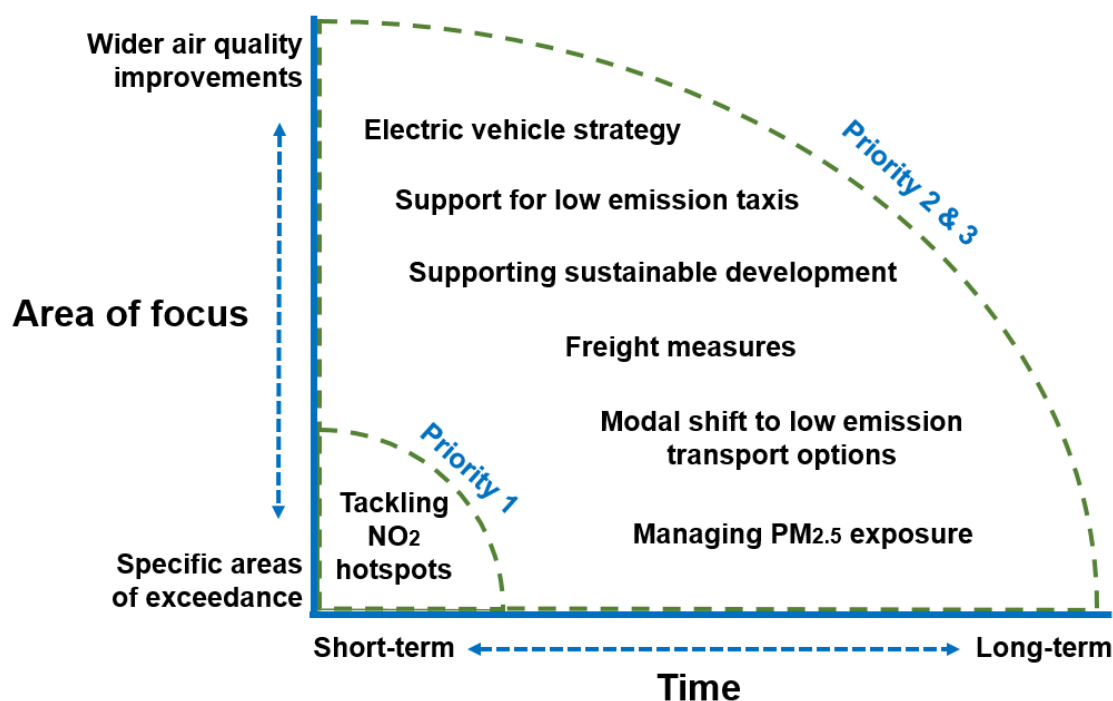 Wider air quality
improvements
Electric vehicle strategy
Priority 2 & 3
Support for low emission taxis
Supporting sustainable development
Area of focus
Freight measures
Modal shift to low emission
transport options
Priority 1
Tackling
NO2
hotspots
Managing PM2.5 exposure
Specific areas
of exceedance
Short-term
Long-term
Time